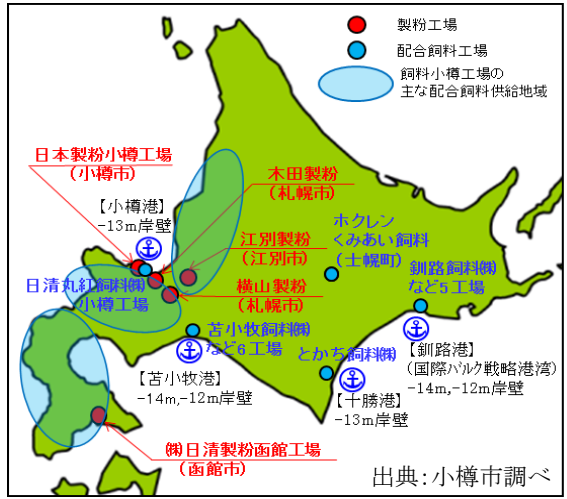 製粉工場
配合飼料工場
飼料小樽工場の
主な配合飼料供給地域
日本製粉小樽工場
(小樽市)
木田製粉
(札幌市)
【小樽港】
-13m岸壁
ホクレン
くみあい飼料
(士幌町)
江別製粉
(江別市)
釧路飼料㈱
など5工場
日清丸紅飼料㈱
小樽工場
横山製粉
(札幌市)
苫小牧飼料㈱
など6工場
とかち飼料㈱
【釧路港】
(国際バルク戦略港湾)
-14m,-12m岸壁
【苫小牧港】
-14m,-12m岸壁
【十勝港】
-13m岸壁
㈱日清製粉函館工場
(函館市)
出典:小樽市調べ